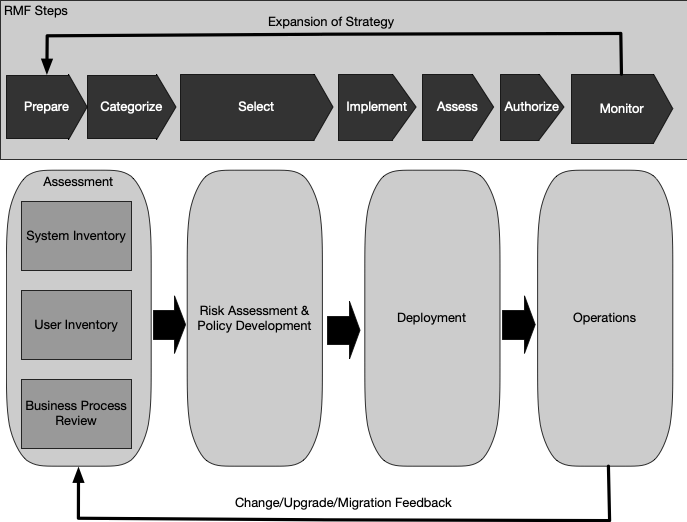 RMF Steps
Expansion of Strategy
Prepare
Categorize
Select
Implement
Assess
Authorize
Monitor
Assessment
System Inventory
User Inventory
Business Process
Review
Risk Assessment &
Policy Development
Deployment
Operations
Change/Upgrade/Migration Feedback